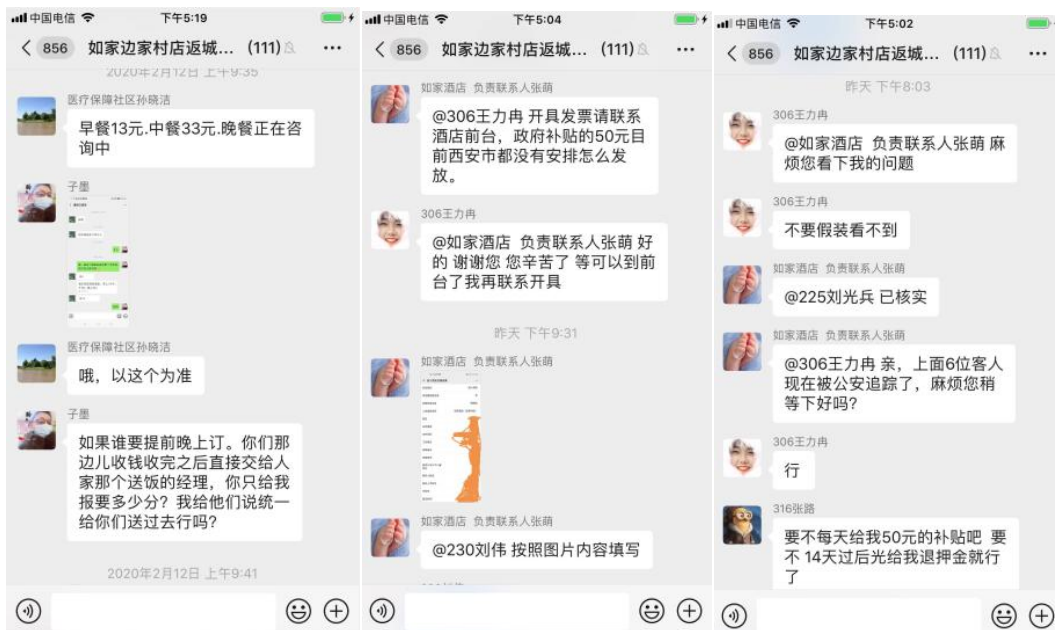 中国电信
下午5:19
856
如家边家村店返城... (111)
2020年2月12日 上午9:35
医疗保障社区孙晓洁
早餐13元.中餐33元.晚餐正在咨
询中
子墨
医疗保障社区孙晓洁
哦，以这个为准
子墨
如果谁要提前晚上订。你们那
边儿收钱收完之后直接交给人
家那个送饭的经理，你只给我
报要多少分？我给他们说统一
给你们送过去行吗？
2020年2月12日 上午9:41
中国电信
下午5:04
856
如家边家村店返城... (111)
如家酒店 负责联系人张萌
@306王力冉 开具发票请联系
酒店前台，政府补贴的50元目
前西安市都没有安排怎么发
放。
306王力冉
@如家酒店 负责联系人张萌 好
的 谢谢您 您辛苦了 等可以到前
台了我再联系开具
昨天 下午9:31
如家酒店 负责联系人张萌
如家酒店 负责联系人张萌
@230刘伟 按照图片内容填写
中国电信
下午5:02
856
如家边家村店返城... (111)
昨天 下午8:03
306王力冉
@如家酒店 负责联系人张萌 麻
烦您看下我的问题
306王力冉
不要假装看不到
如家酒店 负责联系人张萌
@225刘光兵 已核实
如家酒店 负责联系人张萌
@306王力冉 亲，上面6位客人
现在被公安追踪了，麻烦您稍
等下好吗?
306王力冉
行
316张路
要不每天给我50元的补贴吧 要
不 14天过后光给我退押金就行
了